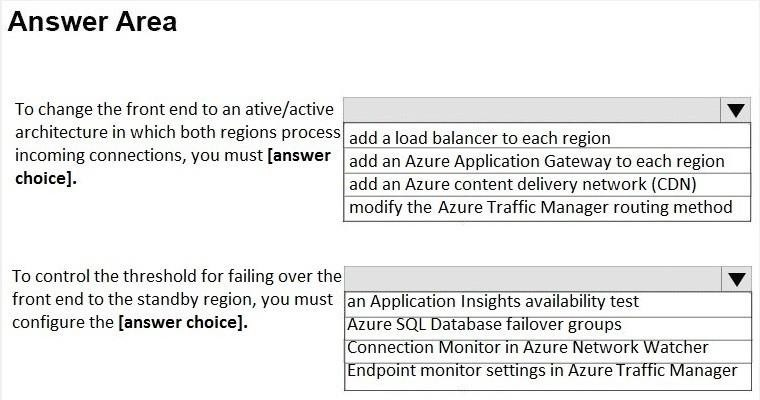 Answer Area
To change the front end to an ative/active
architecture in which both regions process
incoming connections, you must [answer
choice].
add a load balancer to each region
add an Azure Application Gateway to each region
add an Azure content delivery network (CDN)
modify the Azure Traffic Manager routing method
To control the threshold for failing over the
front end to the standby region, you must
configure the [answer choice].
an Application Insights availability test
Azure SQL Database failover groups
Connection Monitor in Azure Network Watcher
Endpoint monitor settings in Azure Traffic Manager